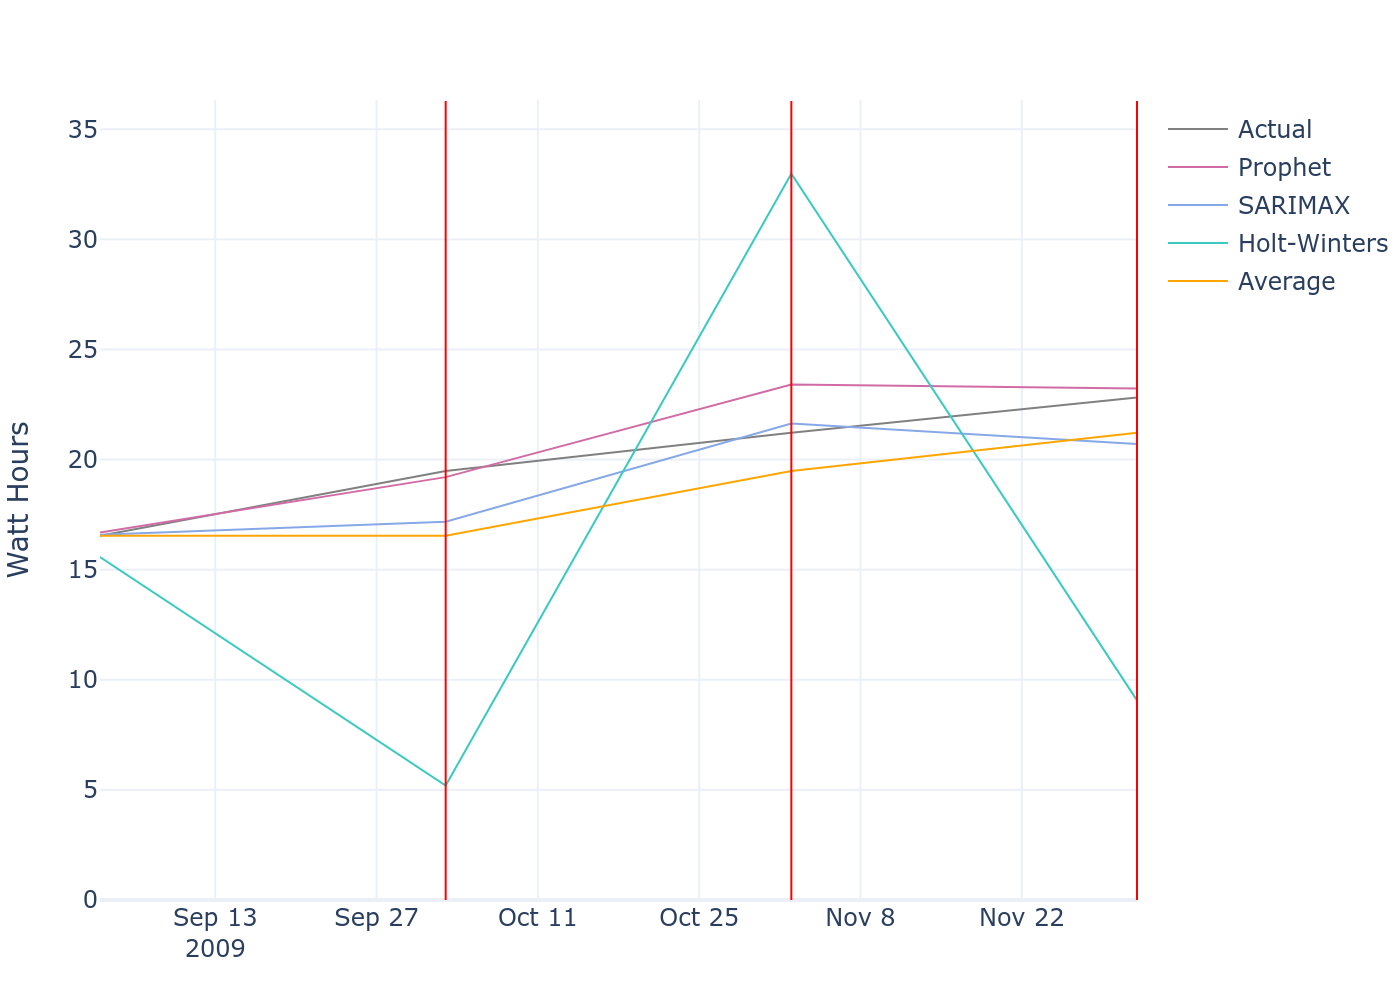 Watt Hours
35
30
25
20
15
10
5
0
Sep 13
2009
Sep 27
Oct 11
Oct 25
Nov 8
Nov 22
Actual
Prophet
SARIMAX
Holt-Winters
Average